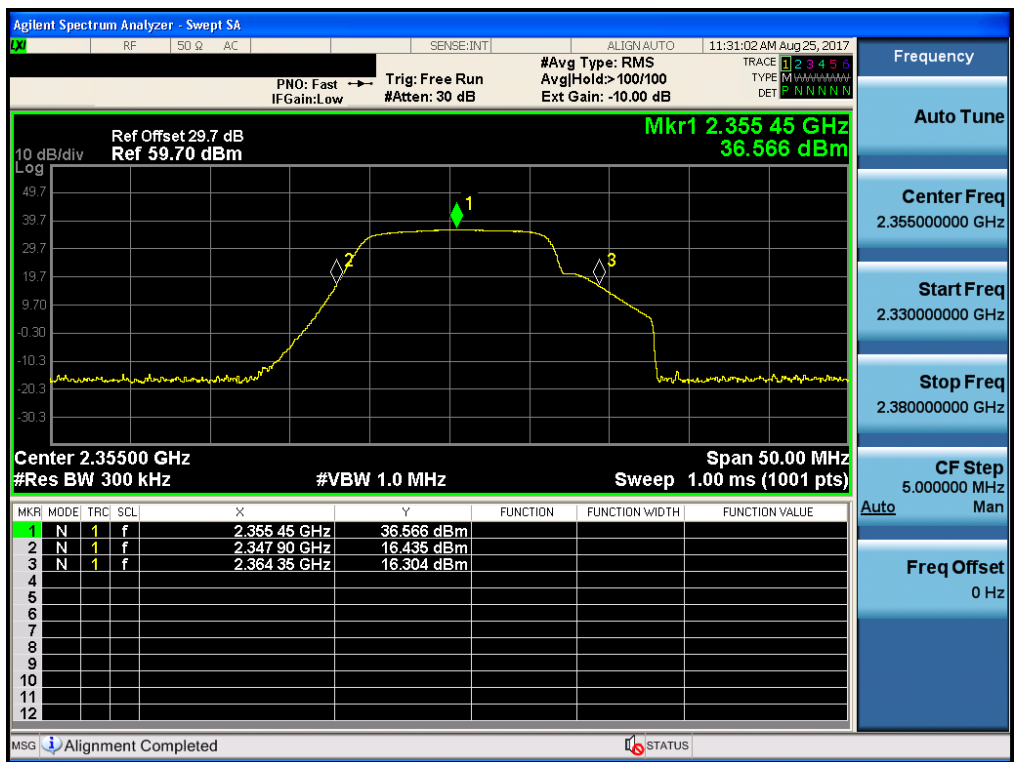 Agilent Spectrum Analyzer - Swept SA
LXI RF 50 Ω AC SENSE:INT ALIGN AUTO 11:31:02 AM Aug 25, 2017
PNO: Fast Trig: Free Run #Avg Type: RMS TRACE 1 2 3 4 5 6
IFGain:Low #Atten: 30 dB Avg|Hold:>100/100 TYPE M
Ext Gain: -10.00 dB DET P N N N N N
Mkr1 2.355 45 GHz
36.566 dBm
Ref Offset 29.7 dB
10 dB/div Ref 59.70 dBm
Log
49.7
39.7
29.7
19.7
9.70
-0.30
-10.3
-20.3
-30.3
1
2
3
Center 2.35500 GHz Span 50.00 MHz
#Res BW 300 kHz #VBW 1.0 MHz Sweep 1.00 ms (1001 pts)
MKR MODE TRC SCL X Y FUNCTION FUNCTION WIDTH FUNCTION VALUE
1 N 1 f 2.355 45 GHz 36.566 dBm
2 N 1 f 2.347 90 GHz 16.435 dBm
3 N 1 f 2.364 35 GHz 16.304 dBm
4
5
6
7
8
9
10
11
12
MSG Alignment Completed STATUS
Frequency
Auto Tune
Center Freq
2.355000000 GHz
Start Freq
2.330000000 GHz
Stop Freq
2.380000000 GHz
CF Step
5.000000 MHz
Auto Man
Freq Offset
0 Hz